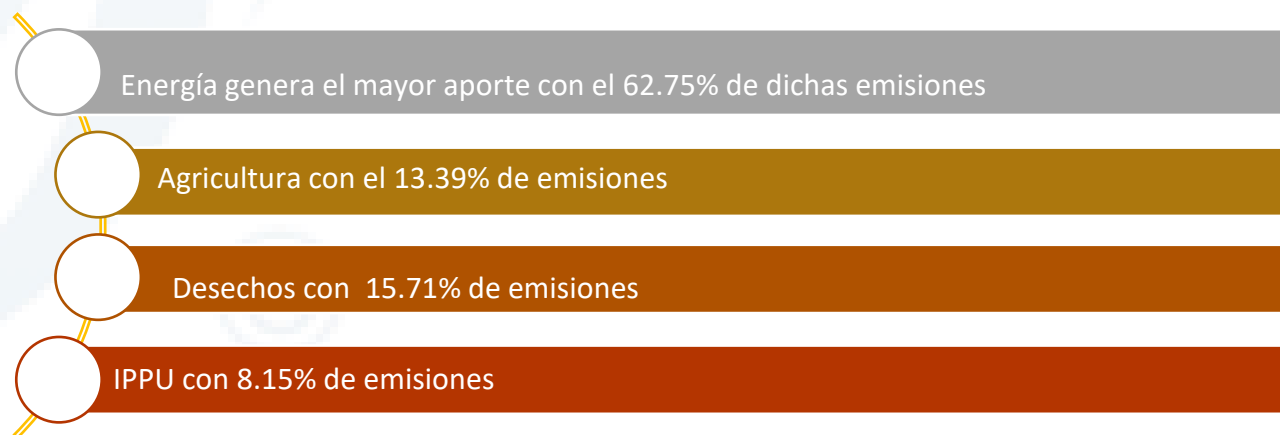 Energía genera el mayor aporte con el 62.75% de dichas emisiones
Agricultura con el 13.39% de emisiones
Desechos con 15.71% de emisiones
IPPU con 8.15% de emisiones